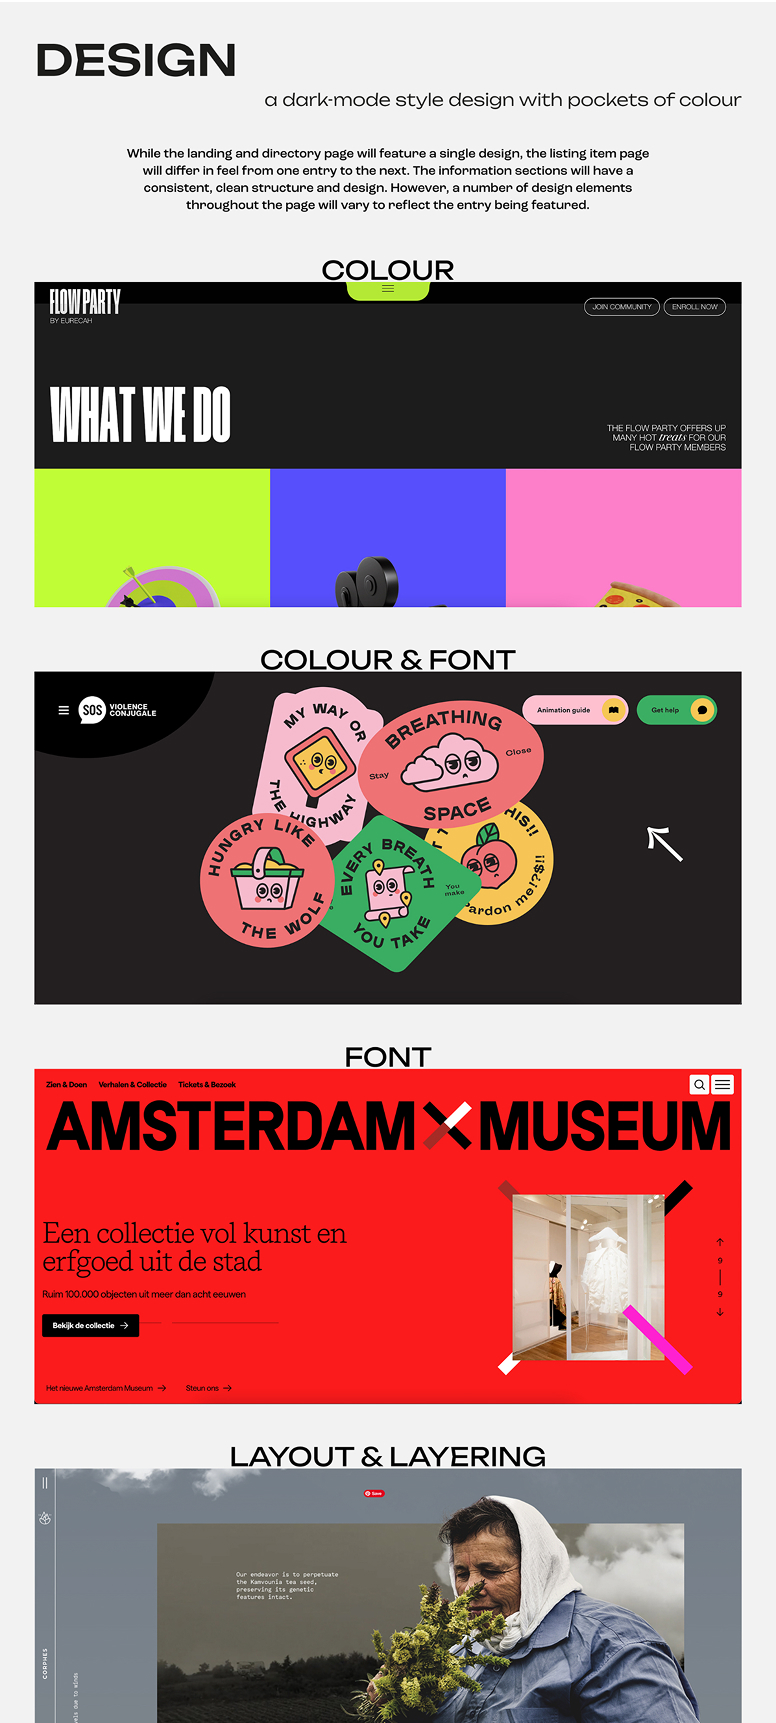 DESIGN
a dark-mode style design with pockets of colour
While the landing and directory page will feature a single design, the listing item page
will differ in feel from one entry to the next. The information sections will have a
consistent, clean structure and design. However, a number of design elements
throughout the page will vary to reflect the entry being featured.
COLOUR
FLOW PARTY
BY EURECAH
JOIN COMMUNITY
ENROLL NOW
WHAT WE DO
THE FLOW PARTY OFFERS UP
MANY HOT treats FOR OUR
FLOW PARTY MEMBERS
COLOUR & FONT
SOS VIOLENCE
CONJUGALE
Animation guide
Get help
MY WAY OR
THE HIGHWAY
BREATHING
Stay
Close
SPACE
HUNGRY LIKE
THE WOLF
EVERY BREATH
You
make
YOU TAKE
HIS!!
Pardon me!?$!!
FONT
Zien & Doen
Verhalen & Collectie
Tickets & Bezoek
AMSTERDAM MUSEUM
Een collectie vol kunst en
erfgoed uit de stad
Ruim 100.000 objecten uit meer dan acht eeuwen
Bekijk de collectie
9
9
Het nieuwe Amsterdam Museum
Steun ons
LAYOUT & LAYERING
Save
Our endeavor is to perpetuate
the Kamvounia tea seed,
preserving its genetic
features intact.
CORPHES
vels due to winds